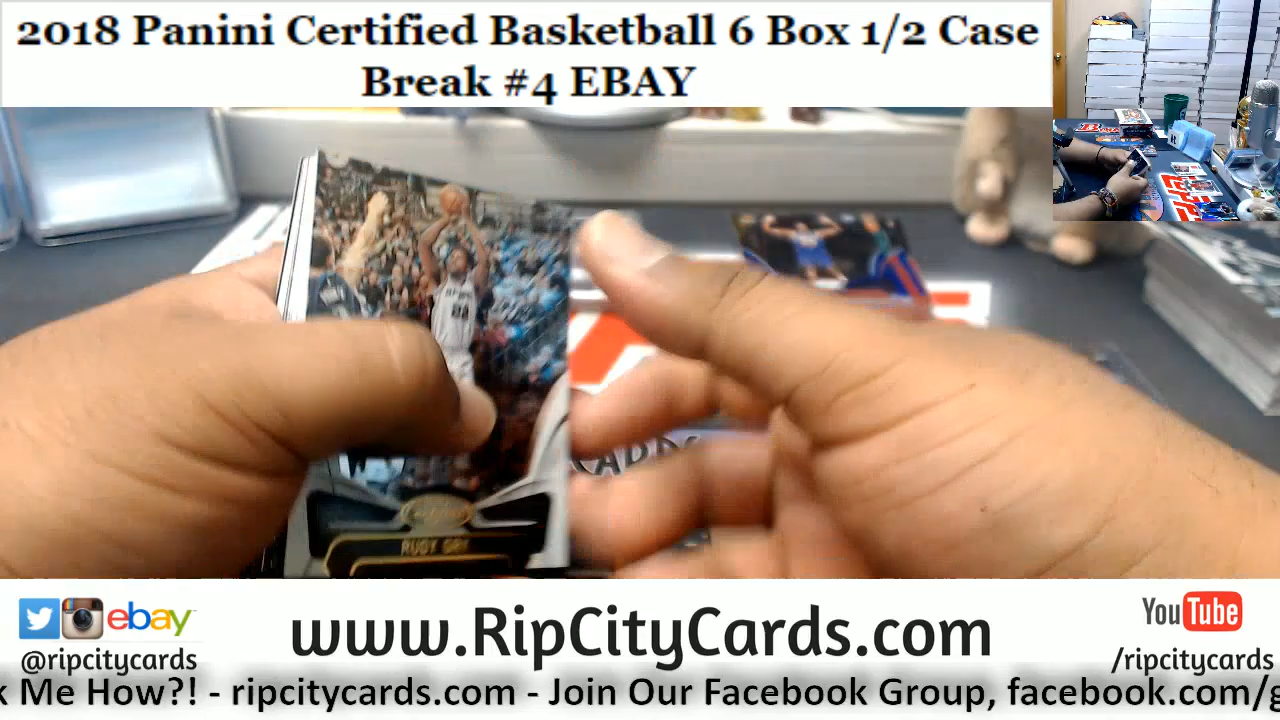 2018 Panini Certified Basketball 6 Box 1/2 Case
Break #4 EBAY
CARDS
RUDY GAY
ebay
@ripcitycards
www.RipCityCards.com
YouTube
/ripcitycards
k Me How?! - ripcitycards.com - Join Our Facebook Group, facebook.com/g